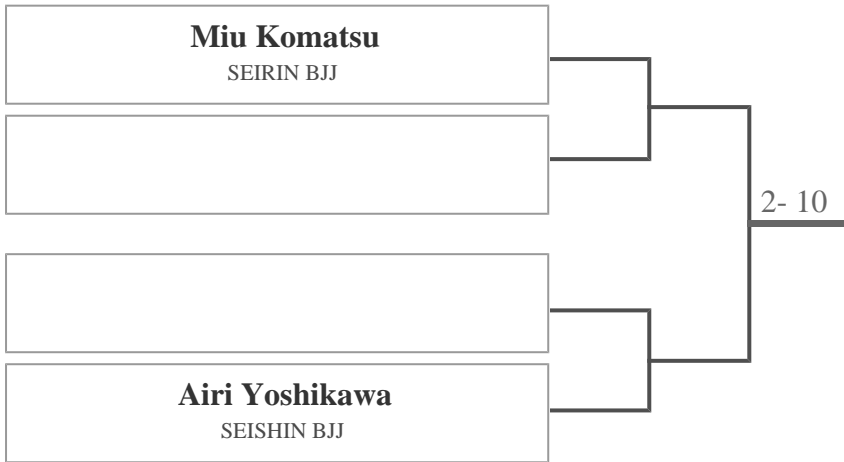 Miu Komatsu
SEIRIN BJJ
2- 10
Airi Yoshikawa
SEISHIN BJJ